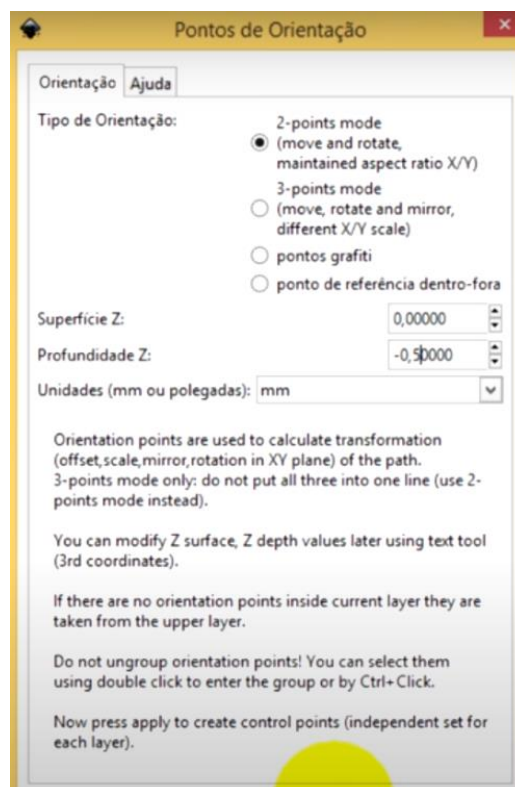 Pontos de Orientação
Orientação Ajuda
Tipo de Orientação:
2-points mode
(move and rotate,
maintained aspect ratio X/Y)
3-points mode
(move, rotate and mirror,
different X/Y scale)
pontos grafiti
ponto de referência dentro-fora
Superfície Z: 0,00000
Profundidade Z: -0,50000
Unidades (mm ou polegadas): mm
Orientation points are used to calculate transformation
(offset,scale,mirror,rotation in XY plane) of the path.
3-points mode only: do not put all three into one line (use 2-
points mode instead).
You can modify Z surface, Z depth values later using text tool
(3rd coordinates).
If there are no orientation points inside current layer they are
taken from the upper layer.
Do not ungroup orientation points! You can select them
using double click to enter the group or by Ctrl+Click.
Now press apply to create control points (independent set for
each layer).